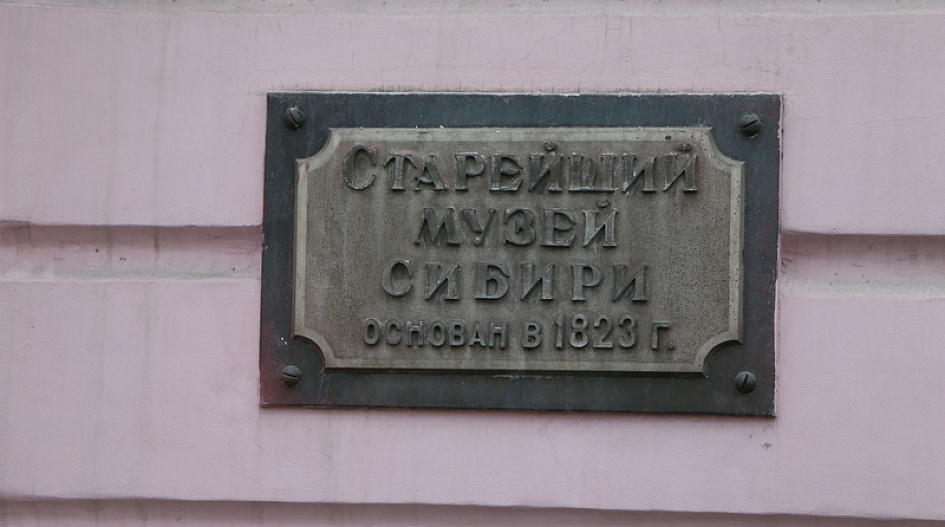 Старейший
музей
Сибири
основан в 1823 г.